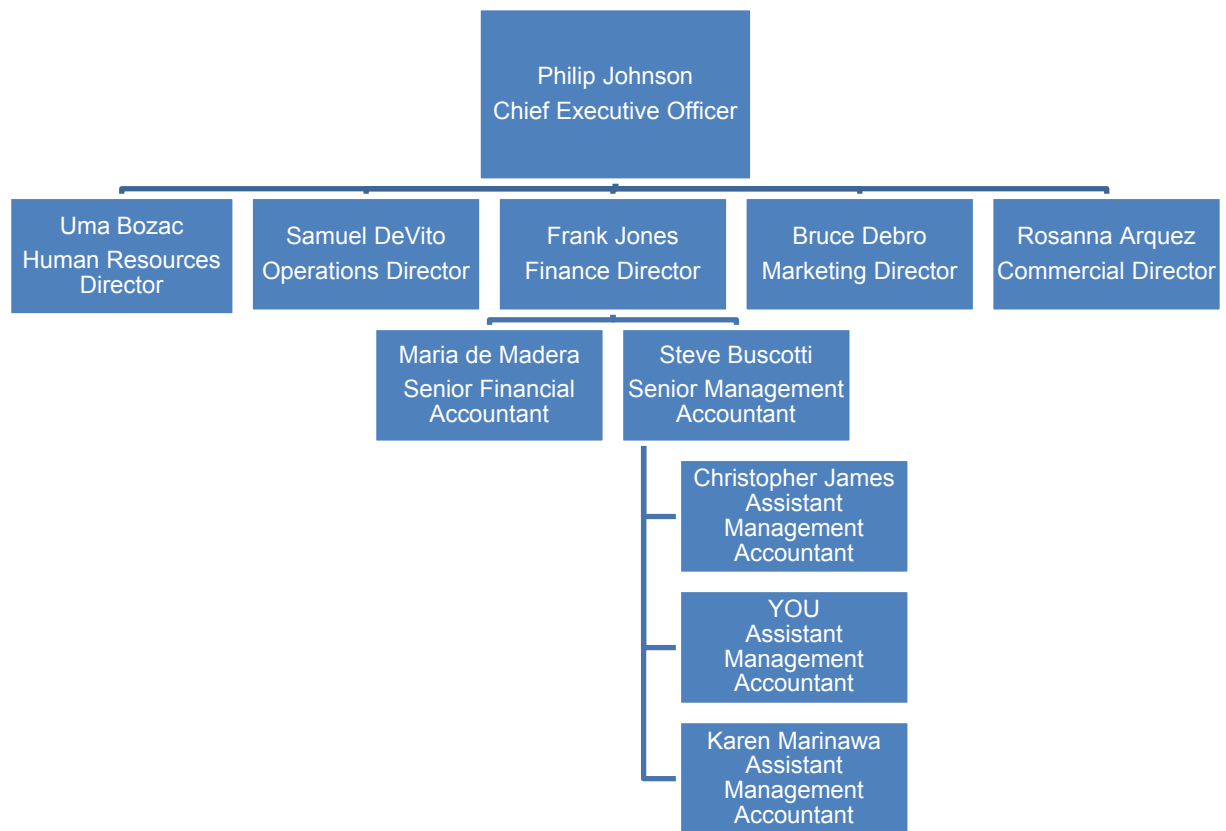 Philip Johnson
Chief Executive Officer
Uma Bozac
Human Resources
Director
Samuel DeVito
Operations Director
Frank Jones
Finance Director
Bruce Debro
Marketing Director
Rosanna Arquez
Commercial Director
Maria de Madera
Senior Financial
Accountant
Steve Buscotti
Senior Management
Accountant
Christopher James
Assistant
Management
Accountant
YOU
Assistant
Management
Accountant
Karen Marinawa
Assistant
Management
Accountant